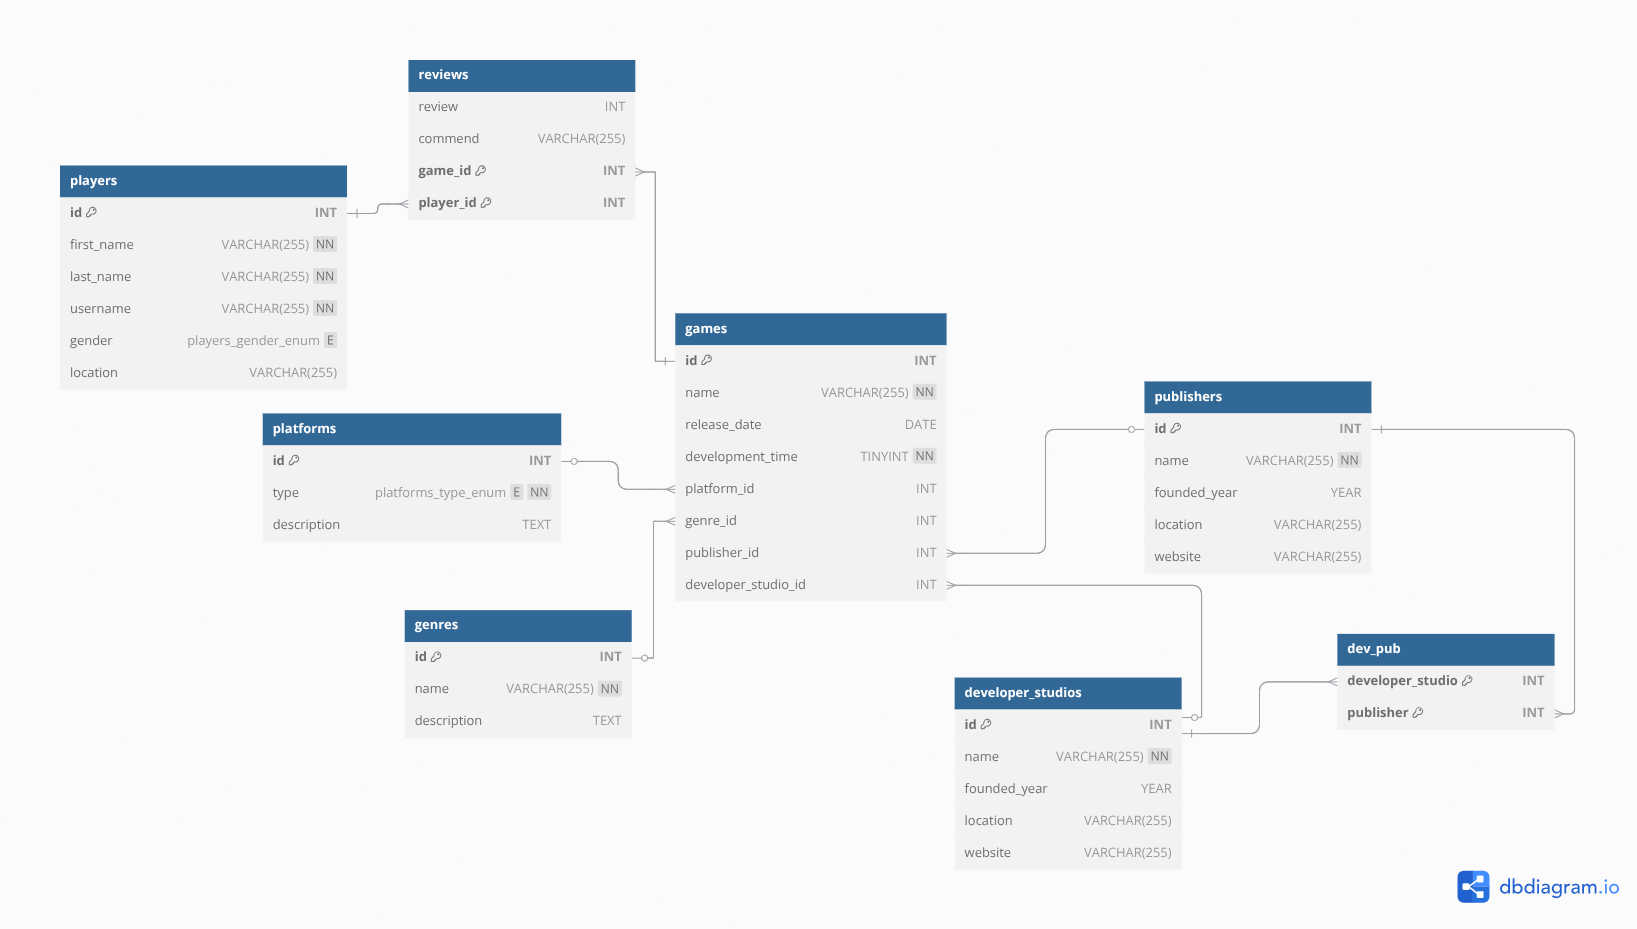 reviews
review INT
commend VARCHAR(255)
game_id INT
player_id INT
players
id INT
first_name VARCHAR(255) NN
last_name VARCHAR(255) NN
username VARCHAR(255) NN
gender players_gender_enum E
location VARCHAR(255)
games
id INT
name VARCHAR(255) NN
release_date DATE
development_time TINYINT NN
platform_id INT
genre_id INT
publisher_id INT
developer_studio_id INT
platforms
id INT
type platforms_type_enum E NN
description TEXT
publishers
id INT
name VARCHAR(255) NN
founded_year YEAR
location VARCHAR(255)
website VARCHAR(255)
genres
id INT
name VARCHAR(255) NN
description TEXT
dev_pub
developer_studio INT
publisher INT
developer_studios
id INT
name VARCHAR(255) NN
founded_year YEAR
location VARCHAR(255)
website VARCHAR(255)
dbdiagram.io